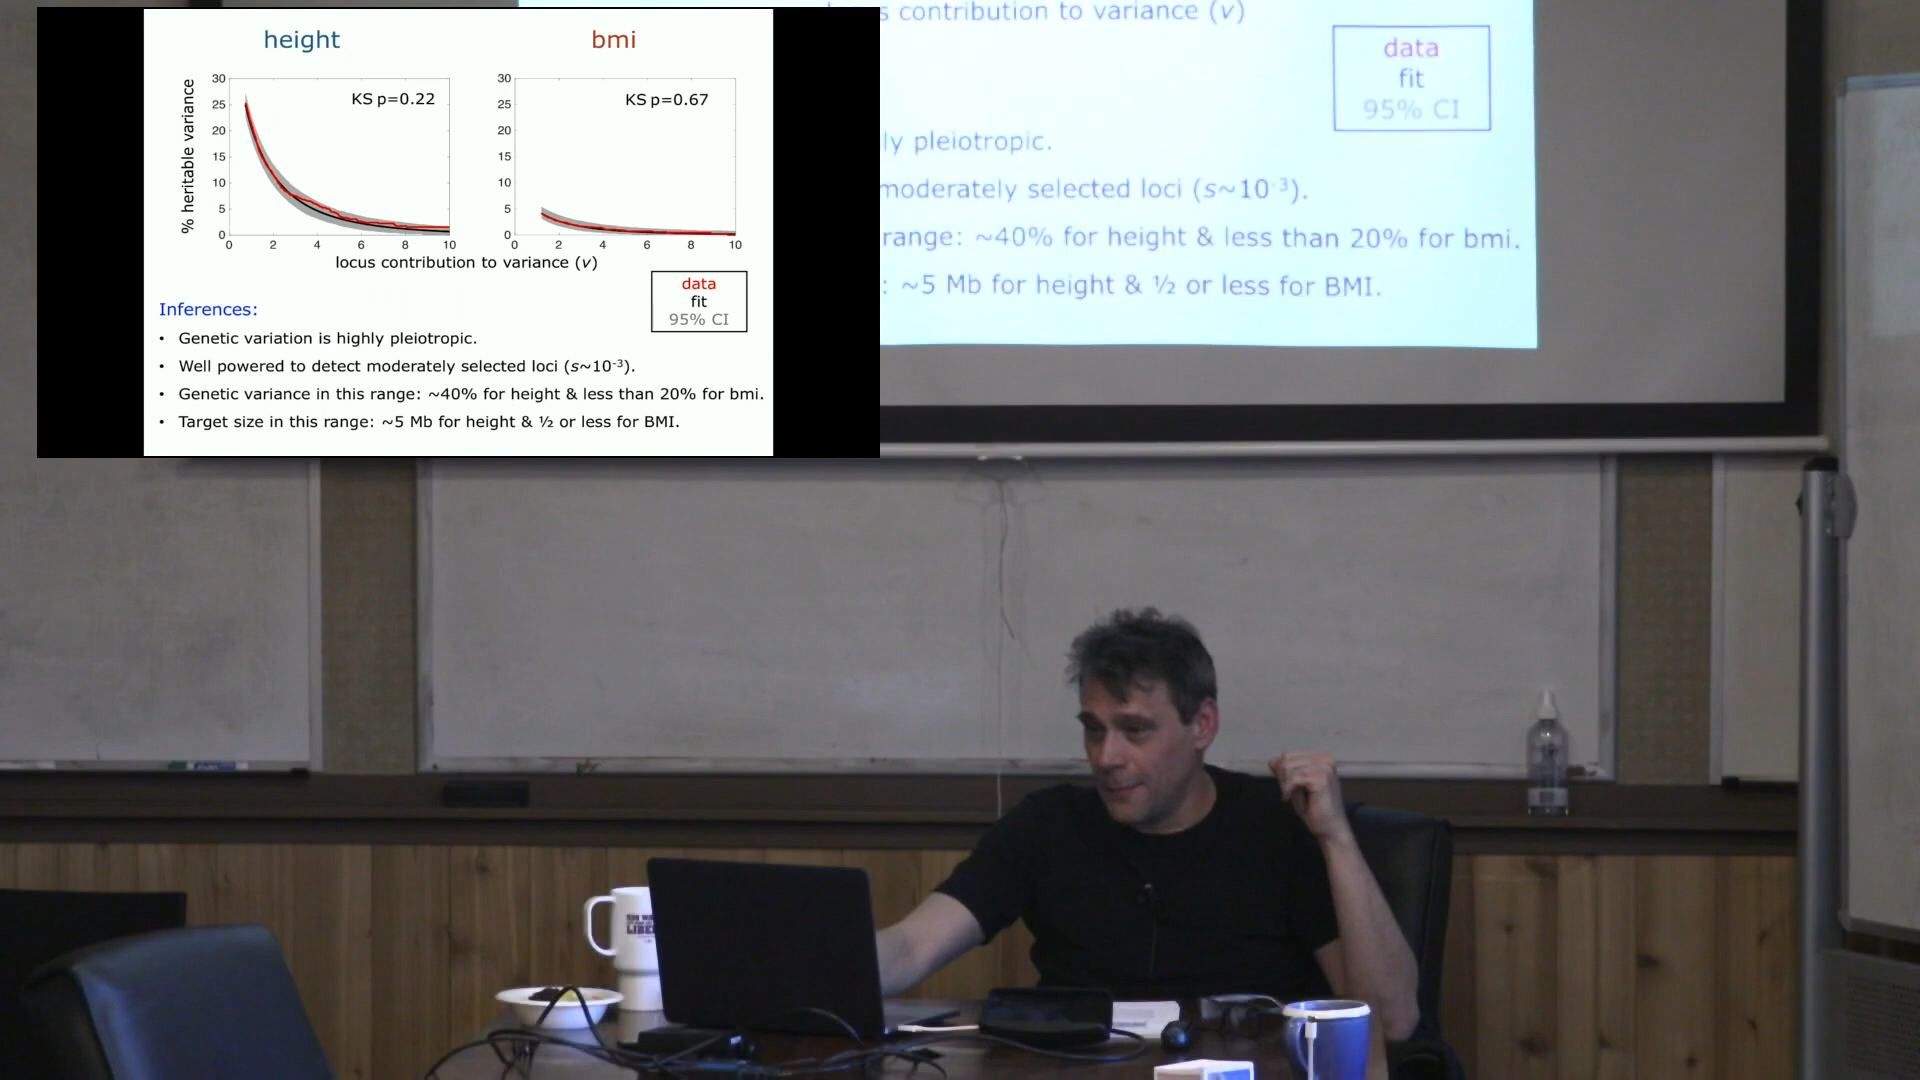 height
bmi
% heritable variance
30
25
20
15
10
5
0
KS p=0.22
0 2 4 6 8 10
30
25
20
15
10
5
0
KS p=0.67
0 2 4 6 8 10
locus contribution to variance (v)
data
fit
95% CI
Inferences:
• Genetic variation is highly pleiotropic.
• Well powered to detect moderately selected loci (s~10⁻³).
• Genetic variance in this range: ~40% for height & less than 20% for bmi.
• Target size in this range: ~5 Mb for height & ½ or less for BMI.
contribution to variance (v)
data
fit
95% CI
ly pleiotropic.
moderately selected loci (s~10⁻³).
range: ~40% for height & less than 20% for bmi.
: ~5 Mb for height & ½ or less for BMI.